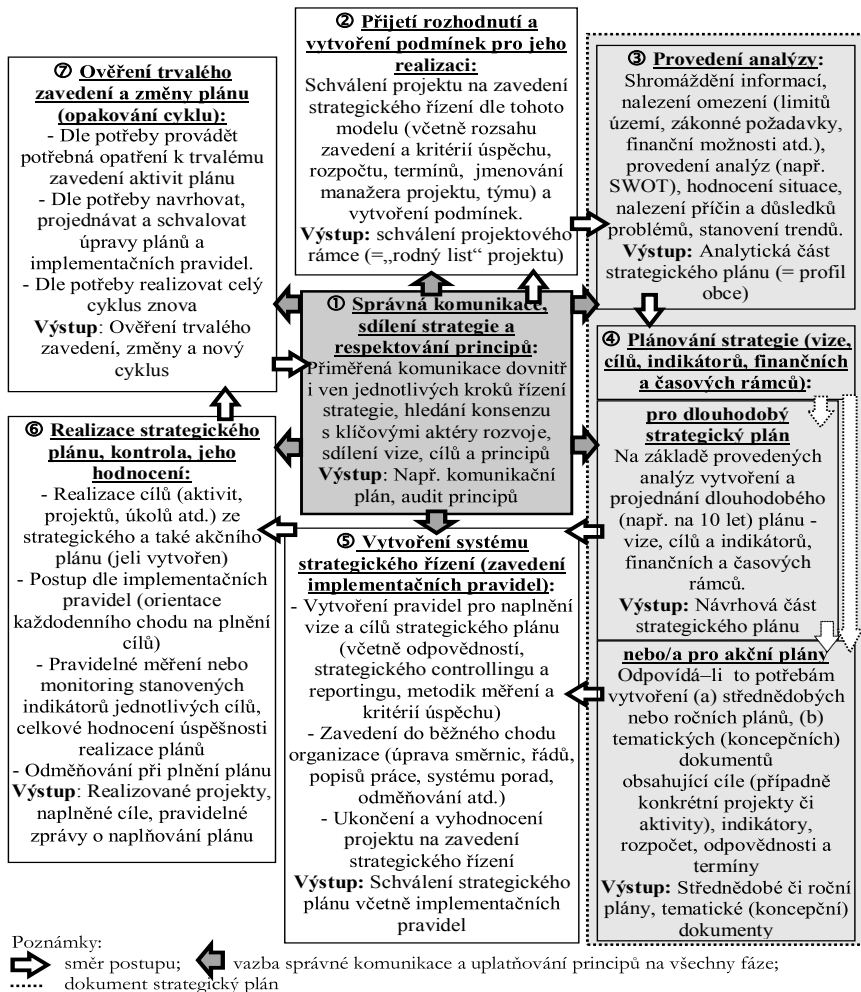 ① Správná komunikace,
sdílení strategie a
respektování principů:
Přiměřená komunikace dovnitř
i ven jednotlivých kroků řízení
strategie, hledání konsenzu
s klíčovými aktéry rozvoje,
sdílení vize, cílů a principů
Výstup: Např. komunikační
plán, audit principů
② Přijetí rozhodnutí a
vytvoření podmínek pro jeho
realizaci:
Schválení projektu na zavedení
strategického řízení dle tohoto
modelu (včetně rozsahu
zavedení a kritérií úspěchu,
rozpočtu, termínů, jmenování
manažera projektu, týmu) a
vytvoření podmínek.
Výstup: schválení projektového
rámce (=„rodný list“ projektu)
③ Provedení analýzy:
Shromáždění informací,
nalezení omezení (limitů
území, zákonné požadavky,
finanční možnosti atd.),
provedení analýz (např.
SWOT), hodnocení situace,
nalezení příčin a důsledků
problémů, stanovení trendů.
Výstup: Analytická část
strategického plánu (= profil
obce)
④ Plánování strategie (vize,
cílů, indikátorů, finančních
a časových rámců):
pro dlouhodobý
strategický plán
Na základě provedených
analýz vytvoření a
projednání dlouhodobého
(např. na 10 let) plánu -
vize, cílů a indikátorů,
finančních a časových
rámců.
Výstup: Návrhová část
strategického plánu
nebo/a pro akční plány
Odpovídá–li to potřebám
vytvoření (a) střednědobých
nebo ročních plánů, (b)
tematických (koncepčních)
dokumentů
obsahující cíle (případně
konkrétní projekty či
aktivity), indikátory,
rozpočet, odpovědnosti a
termíny
Výstup: Střednědobé či roční
plány, tematické (koncepční)
dokumenty
⑤ Vytvoření systému
strategického řízení (zavedení
implementačních pravidel):
- Vytvoření pravidel pro naplnění
vize a cílů strategického plánu
(včetně odpovědností,
strategického controllingu a
reportingu, metodik měření a
kritérií úspěchu)
- Zavedení do běžného chodu
organizace (úprava směrnic, řádů,
popisů práce, systému porad,
odměňování atd.)
- Ukončení a vyhodnocení
projektu na zavedení
strategického řízení
Výstup: Schválení strategického
plánu včetně implementačních
pravidel
⑥ Realizace strategického
plánu, kontrola, jeho
hodnocení:
- Realizace cílů (aktivit,
projektů, úkolů atd.) ze
strategického a také akčního
plánu (jeli vytvořen)
- Postup dle implementačních
pravidel (orientace
každodenního chodu na plnění
cílů)
- Pravidelné měření nebo
monitoring stanovených
indikátorů jednotlivých cílů,
celkové hodnocení úspěšnosti
realizace plánů
- Odměňování při plnění plánu
Výstup: Realizované projekty,
naplněné cíle, pravidelné
zprávy o naplňování plánu
⑦ Ověření trvalého
zavedení a změny plánu
(opakování cyklu):
- Dle potřeby provádět
potřebná opatření k trvalému
zavedení aktivit plánu
- Dle potřeby navrhovat,
projednávat a schvalovat
úpravy plánů a
implementačních pravidel.
- Dle potřeby realizovat celý
cyklus znova
Výstup: Ověření trvalého
zavedení, změny a nový
cyklus
Poznámky:
směr postupu; vazba správné komunikace a uplatňování principů na všechny fáze;
dokument strategický plán